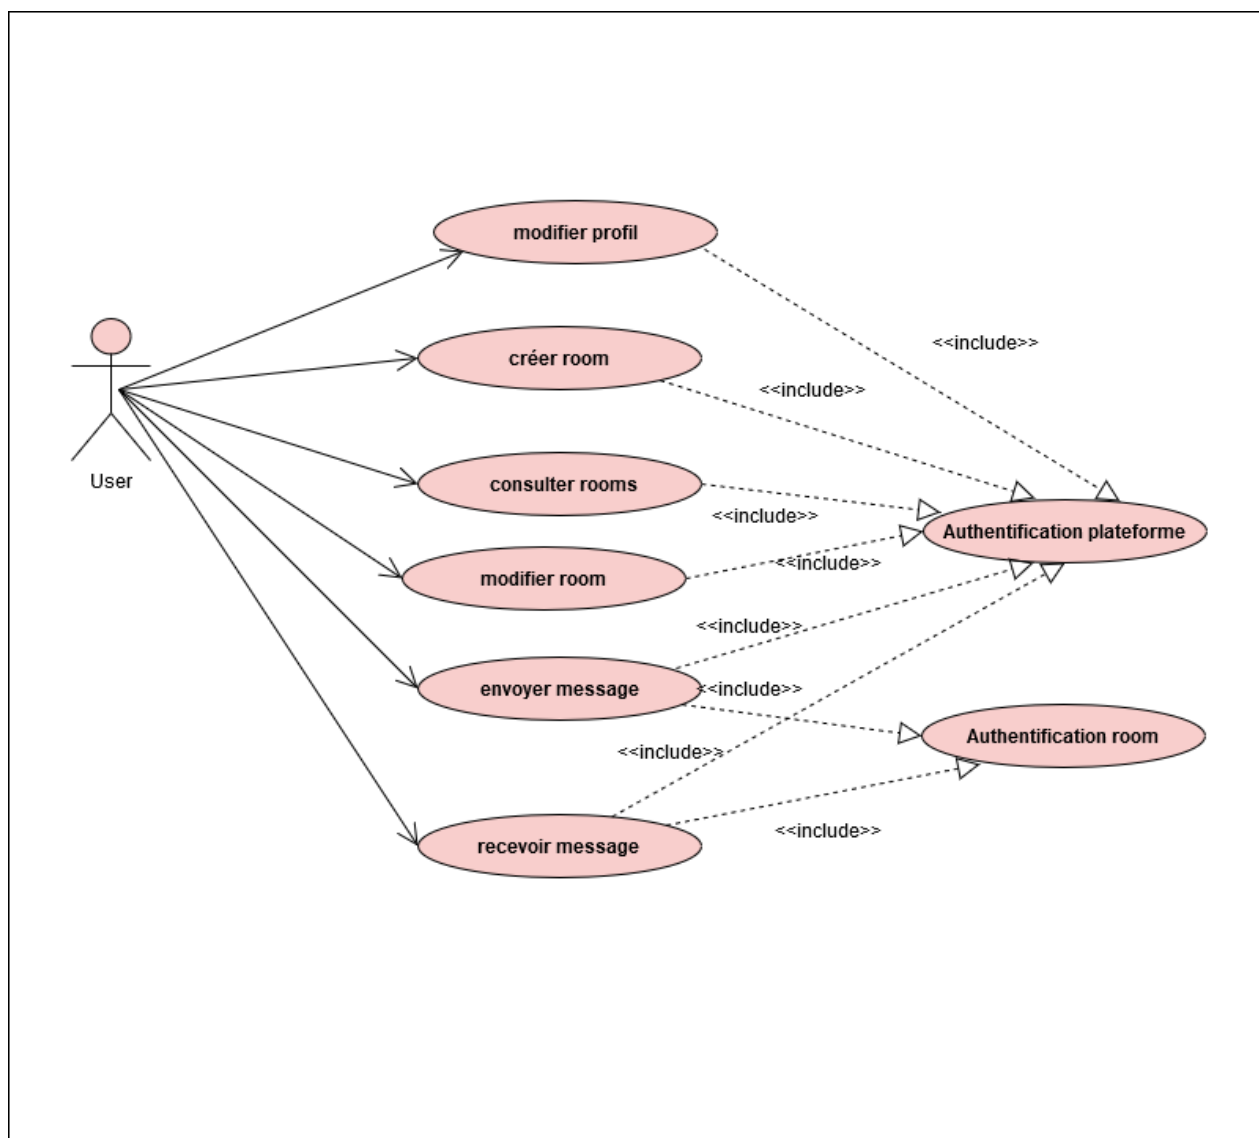 modifier profil
<<include>>
créer room
<<include>>
User
consulter rooms
<<include>>
Authentification plateforme
modifier room
<<include>>
<<include>>
envoyer message
<<include>>
Authentification room
<<include>>
recevoir message
<<include>>